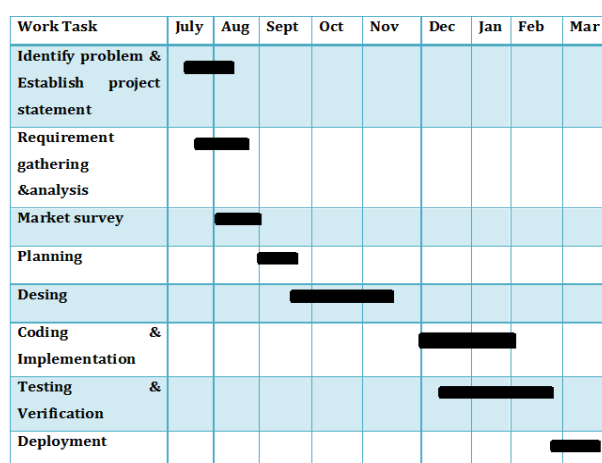 Work Task July Aug Sept Oct Nov Dec Jan Feb Mar
Identify problem &
Establish project
statement
Requirement
gathering
&analysis
Market survey
Planning
Desing
Coding &
Implementation
Testing &
Verification
Deployment